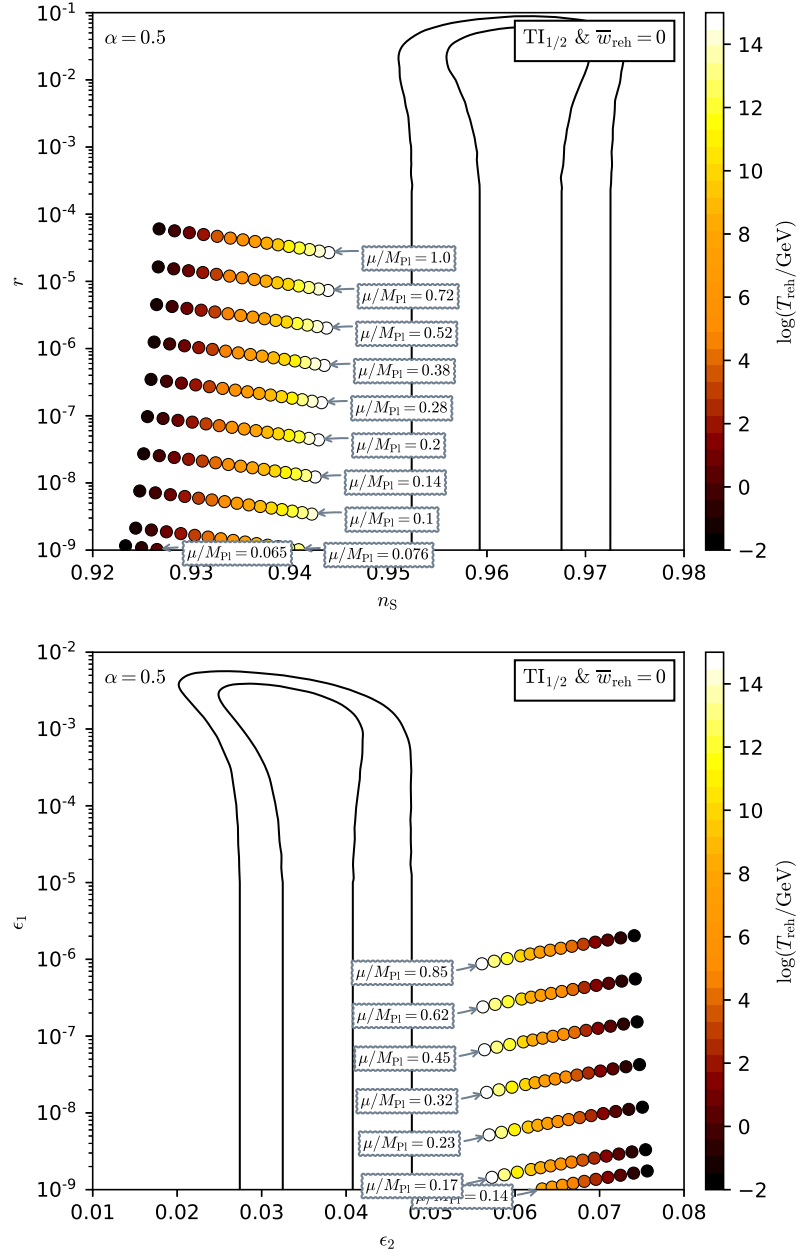 α = 0.5
TI1/2 & w̅reh = 0
10⁻¹
10⁻²
10⁻³
10⁻⁴
10⁻⁵
10⁻⁶
10⁻⁷
10⁻⁸
10⁻⁹
r
μ/MPl = 1.0
μ/MPl = 0.72
μ/MPl = 0.52
μ/MPl = 0.38
μ/MPl = 0.28
μ/MPl = 0.2
μ/MPl = 0.14
μ/MPl = 0.1
μ/MPl = 0.065
μ/MPl = 0.076
0.92 0.93 0.94 0.95 0.96 0.97 0.98
nS
14
12
10
8
6
4
2
0
−2
log(Treh/GeV)
α = 0.5
TI1/2 & w̅reh = 0
10⁻²
10⁻³
10⁻⁴
10⁻⁵
10⁻⁶
10⁻⁷
10⁻⁸
10⁻⁹
ϵ1
μ/MPl = 0.85
μ/MPl = 0.62
μ/MPl = 0.45
μ/MPl = 0.32
μ/MPl = 0.23
μ/MPl = 0.17
μ/MPl = 0.14
0.01 0.02 0.03 0.04 0.05 0.06 0.07 0.08
ϵ2
14
12
10
8
6
4
2
0
−2
log(Treh/GeV)